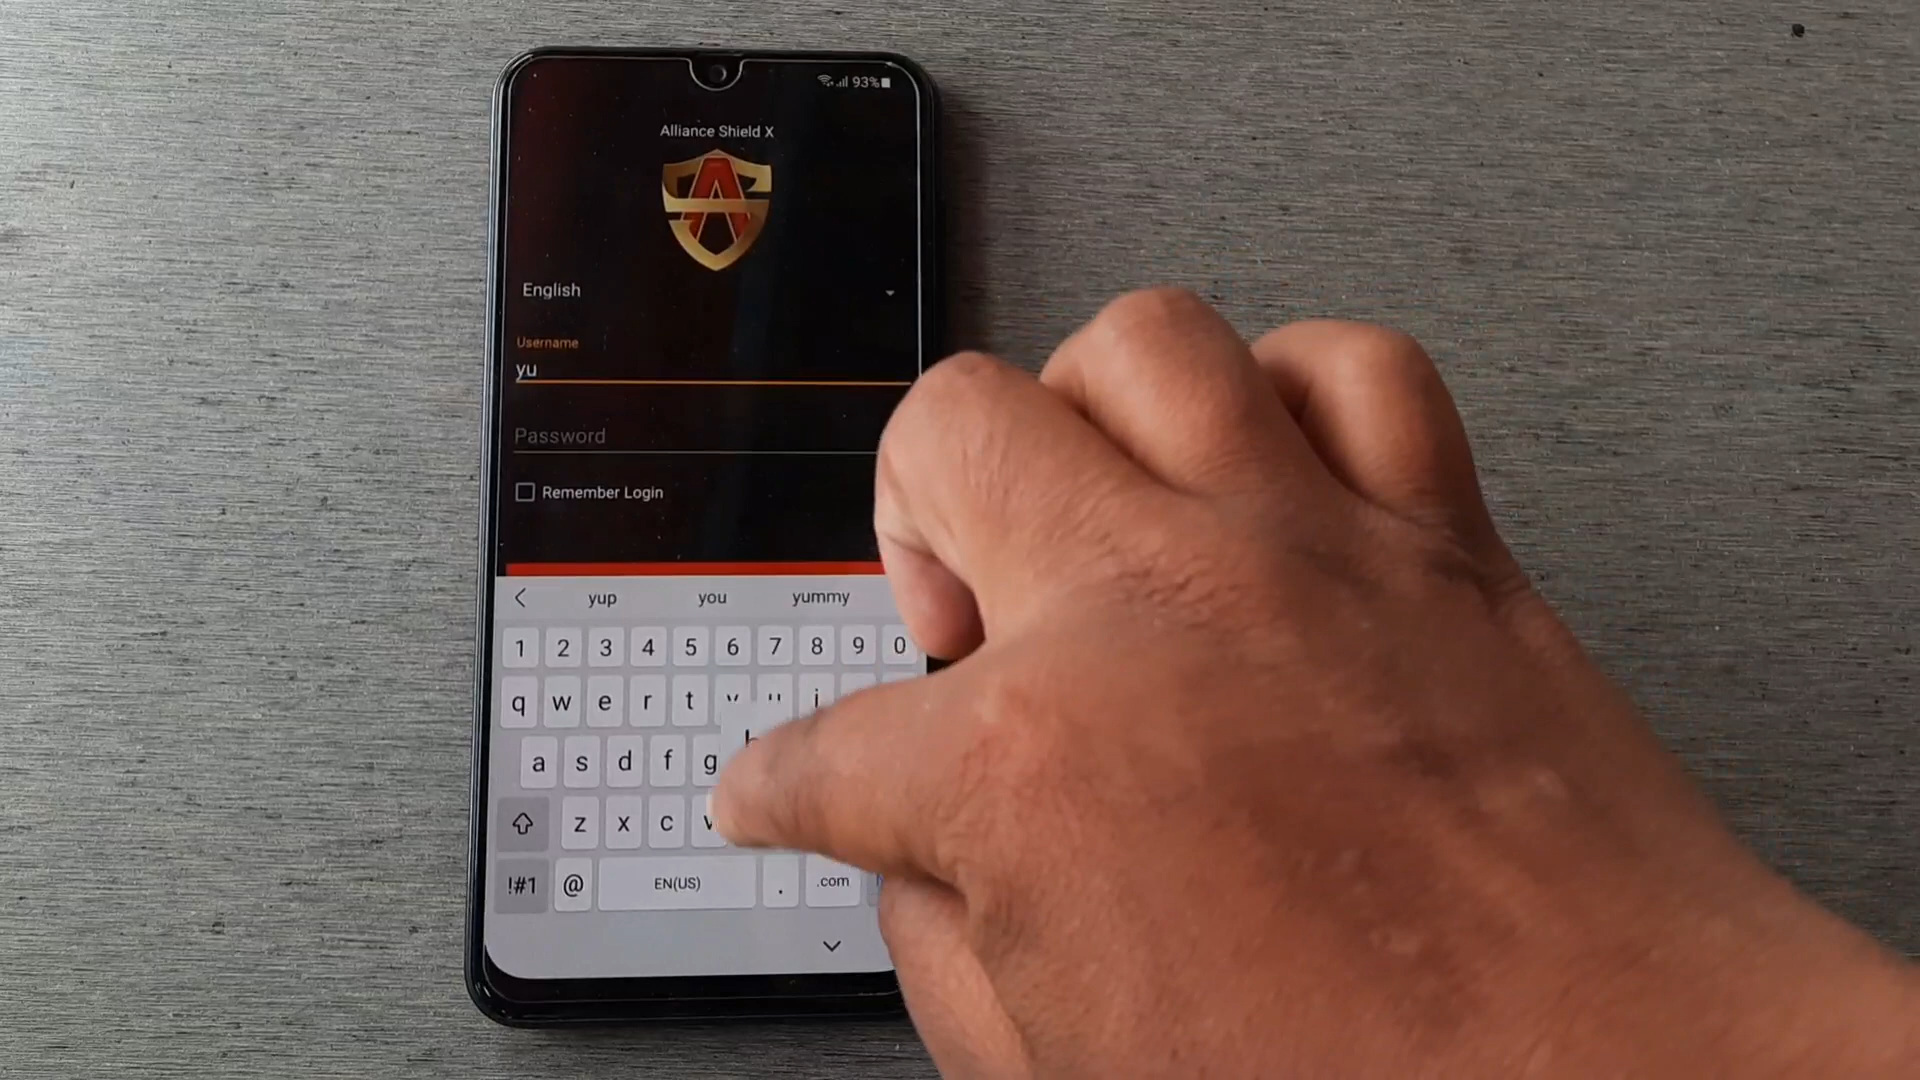 93%
Alliance Shield X
English
Username
yu
Password
Remember Login
yup you yummy
1 2 3 4 5 6 7 8 9 0
q w e r t
a s d f g
z x c
!#1 @ EN(US) . .com